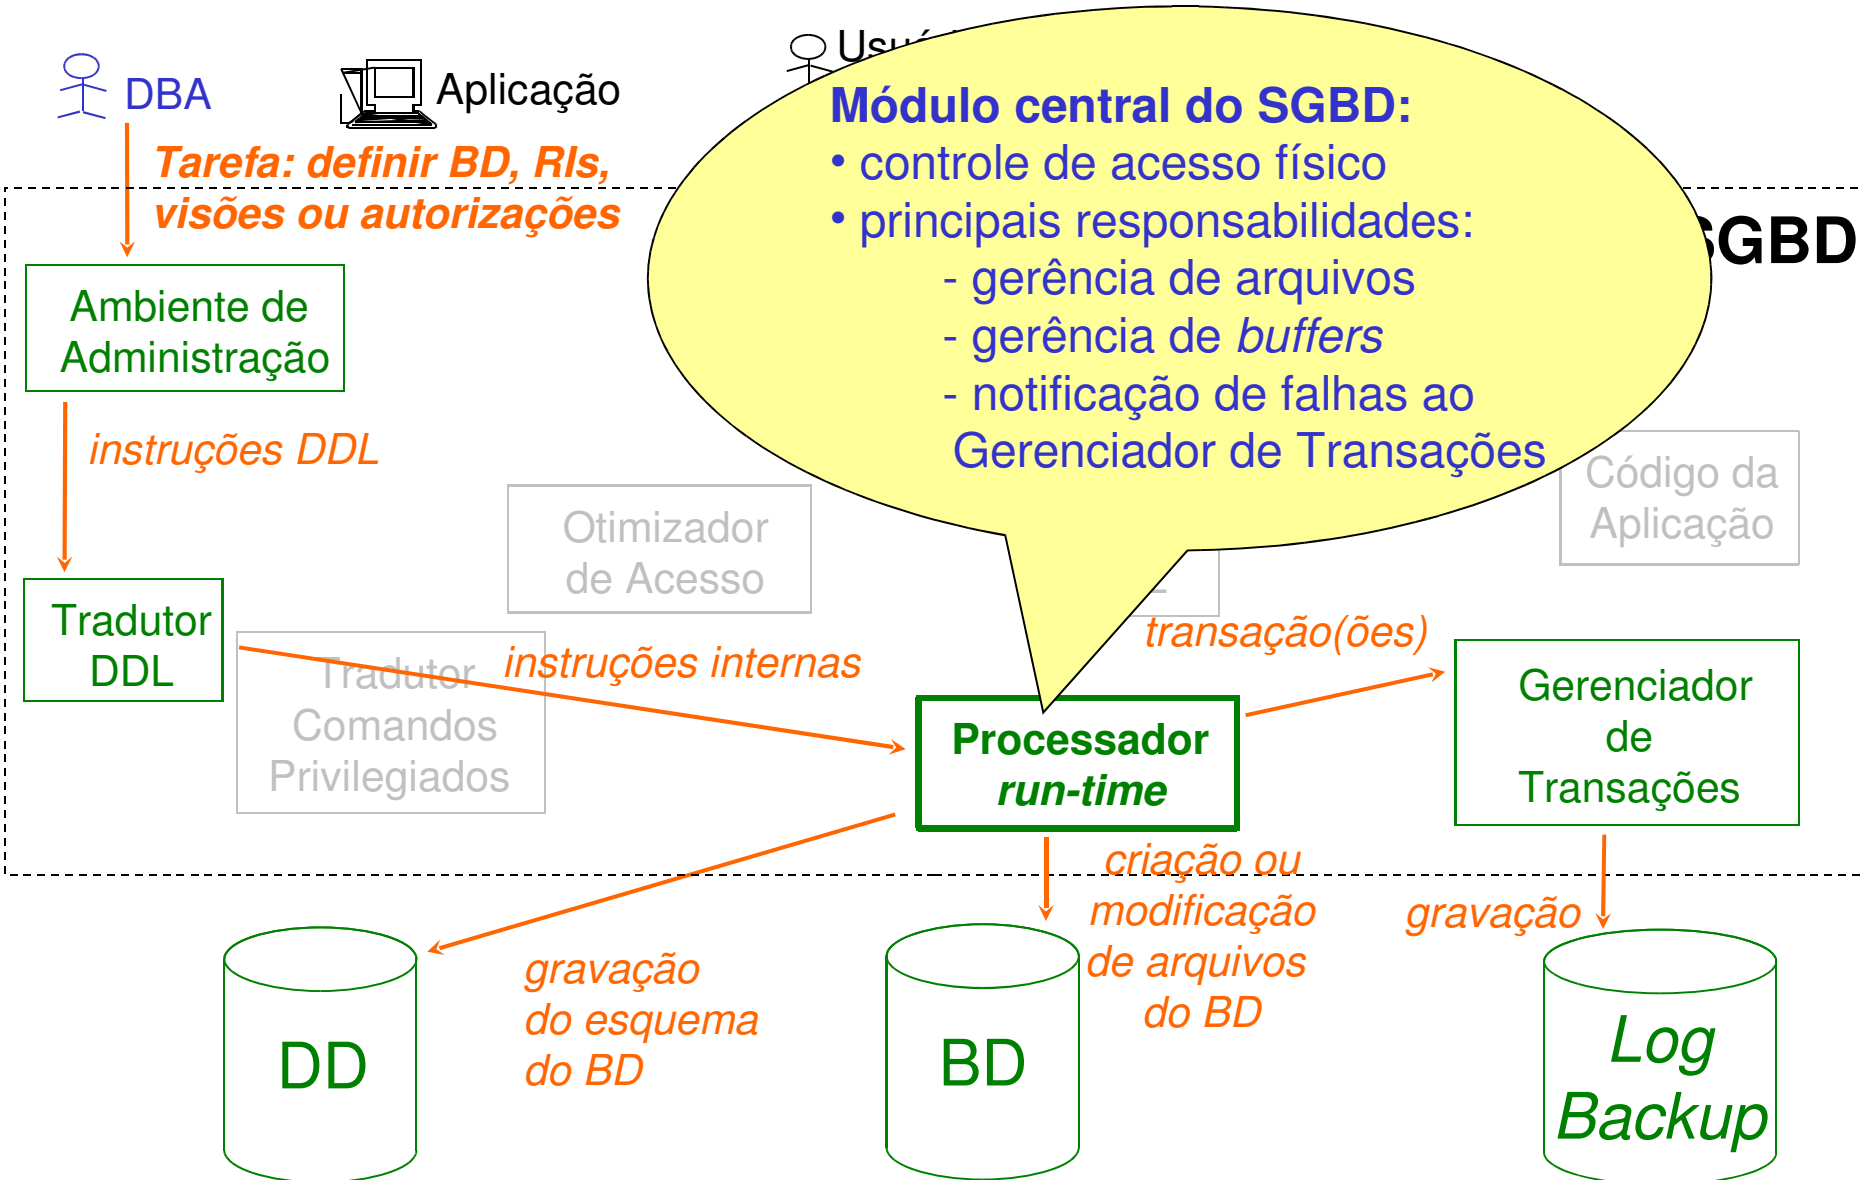 DBA
Aplicação
Tarefa: definir BD, RIs,
visões ou autorizações
Módulo central do SGBD:
• controle de acesso físico
• principais responsabilidades:
- gerência de arquivos
- gerência de buffers
- notificação de falhas ao
Gerenciador de Transações
SGBD
Ambiente de
Administração
instruções DDL
Otimizador
de Acesso
Código da
Aplicação
Tradutor
DDL
Tradutor
Comandos
Privilegiados
instruções internas
transação(ões)
Processador
run-time
Gerenciador
de
Transações
criação ou
modificação
de arquivos
do BD
gravação
gravação
do esquema
do BD
DD
BD
Log
Backup